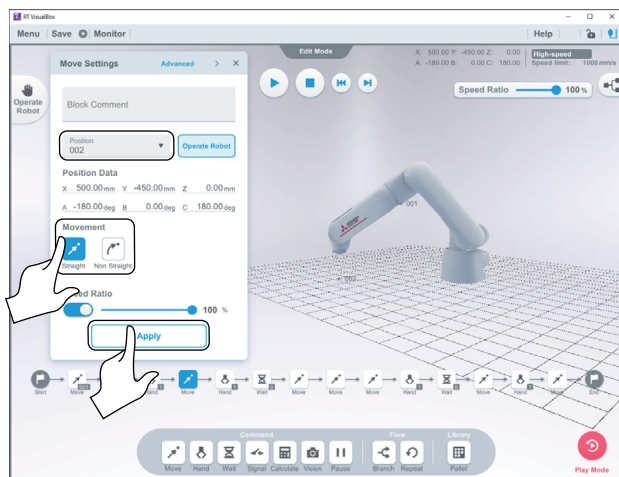 RT VisualBox
Menu Save Monitor Help
Edit Mode
X: 500.00 Y: -450.00 Z: 0.00 High-speed
A: -180.00 B: 0.00 C: 180.00 Speed limit: 1000 mm/s
Move Settings Advanced > ×
Operate
Robot
Block Comment
Speed Ratio 100 %
Position
002 Operate Robot
Position Data
X 500.00 mm Y -450.00 mm Z 0.00 mm
A -180.00 deg B 0.00 deg C 180.00 deg
001
Movement
Straight Non Straight
002
Speed Ratio
100 %
Apply
Start Move Hand Move Hand Wait Move Move Move Hand Wait Move Hand Move End
Command Flow Library
Move Hand Wait Signal Calculate Vision Pause Branch Repeat Pallet
Play Mode